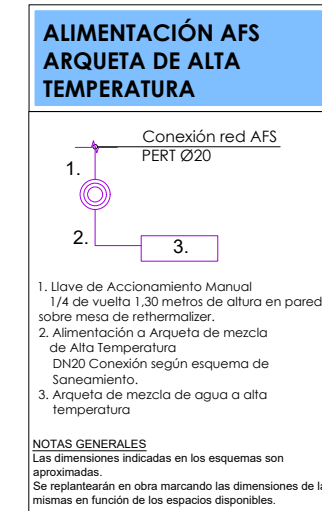 ALIMENTACIÓN AFS
ARQUETA DE ALTA
TEMPERATURA
Conexión red AFS
PERT Ø20
1.
2.
3.
1. Llave de Accionamiento Manual
1/4 de vuelta 1,30 metros de altura en pared
sobre mesa de rethermalizer.
2. Alimentación a Arqueta de mezcla
de Alta Temperatura
DN20 Conexión según esquema de
Saneamiento.
3. Arqueta de mezcla de agua a alta
temperatura
NOTAS GENERALES
Las dimensiones indicadas en los esquemas son
aproximadas.
Se replantearán en obra marcando las dimensiones de la
mismas en función de los espacios disponibles.